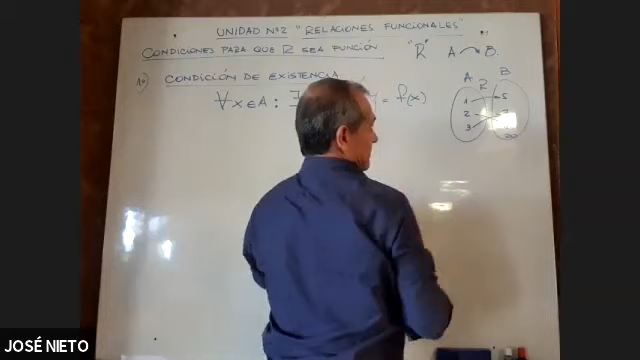 UNIDAD Nº2 "RELACIONES FUNCIONALES"
CONDICIONES PARA QUE R SEA FUNCIÓN "R" A B.
1º) CONDICIÓN DE EXISTENCIA
∀x∈A : ∃ = f(x)
A R B
1 5
2
3
JOSÉ NIETO